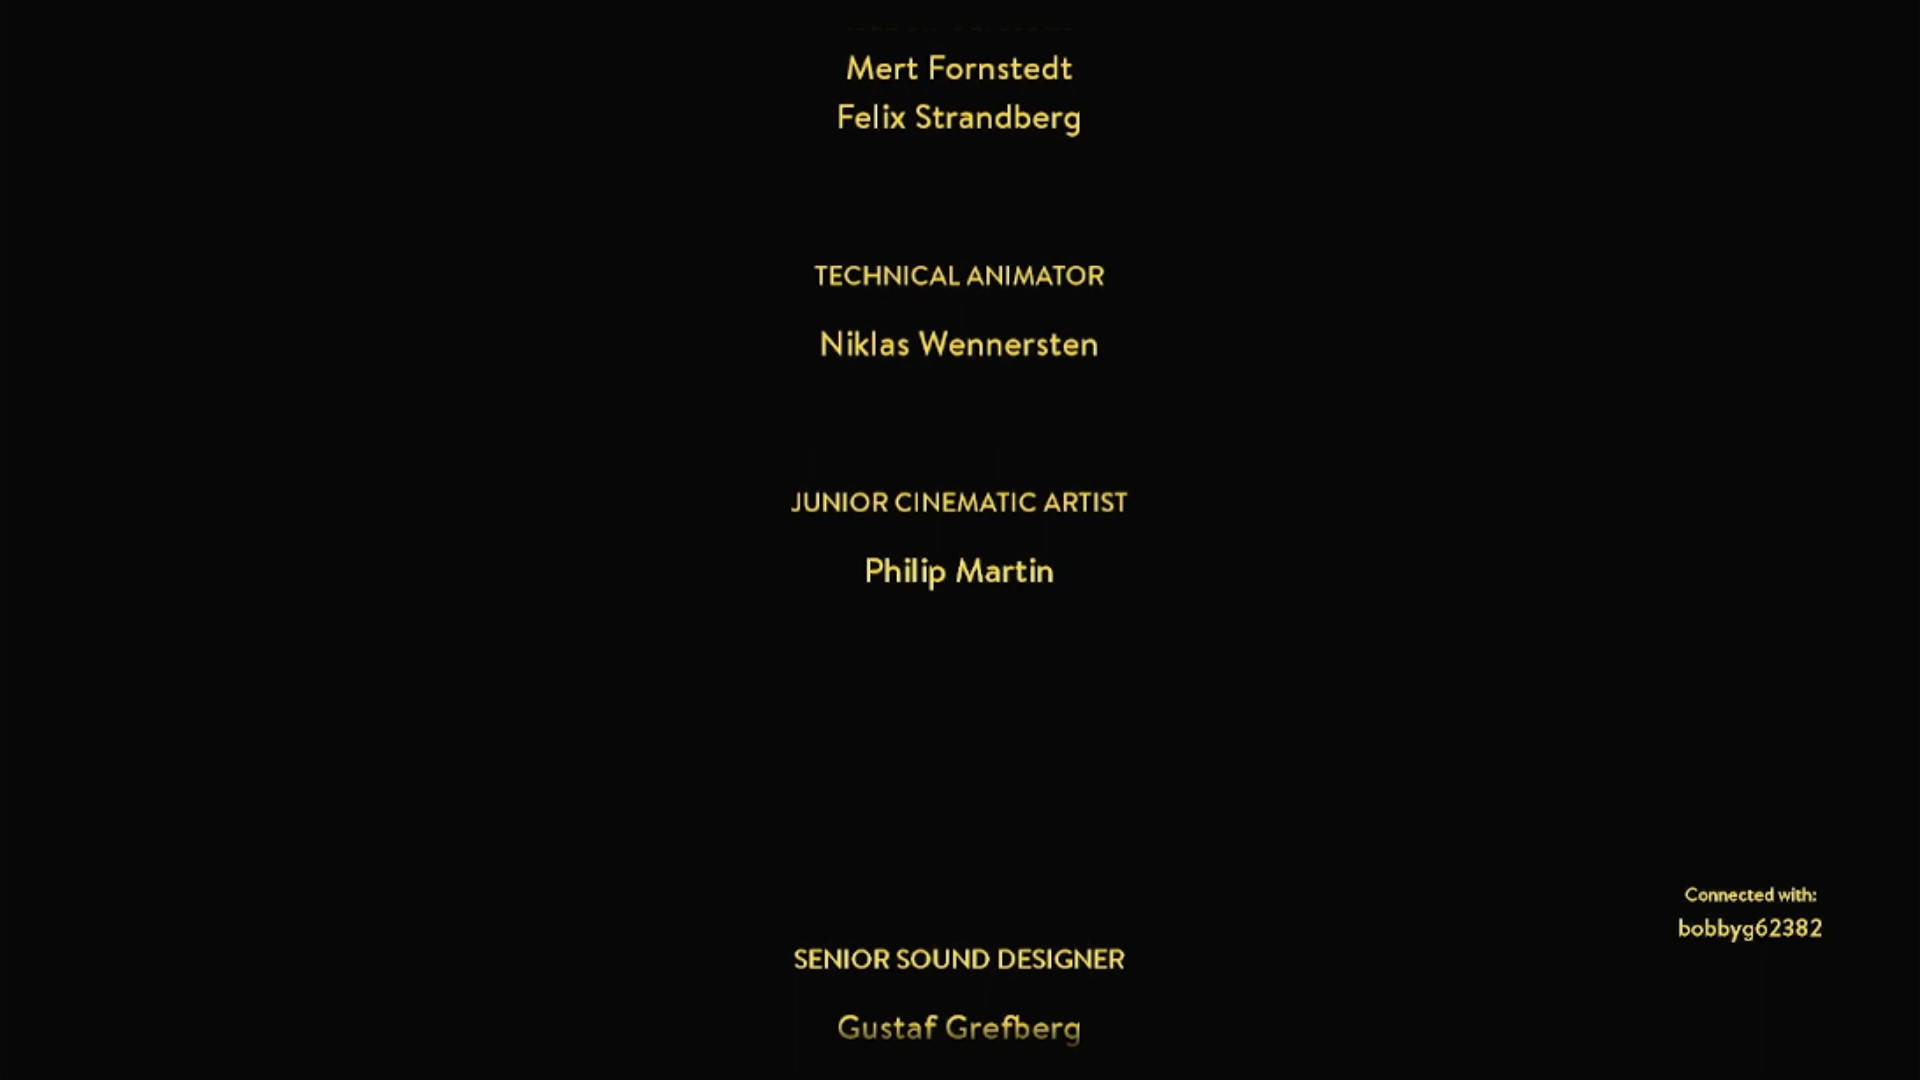 Mert Fornstedt
Felix Strandberg
TECHNICAL ANIMATOR
Niklas Wennersten
JUNIOR CINEMATIC ARTIST
Philip Martin
Connected with:
bobbyg62382
SENIOR SOUND DESIGNER
Gustaf Grefberg